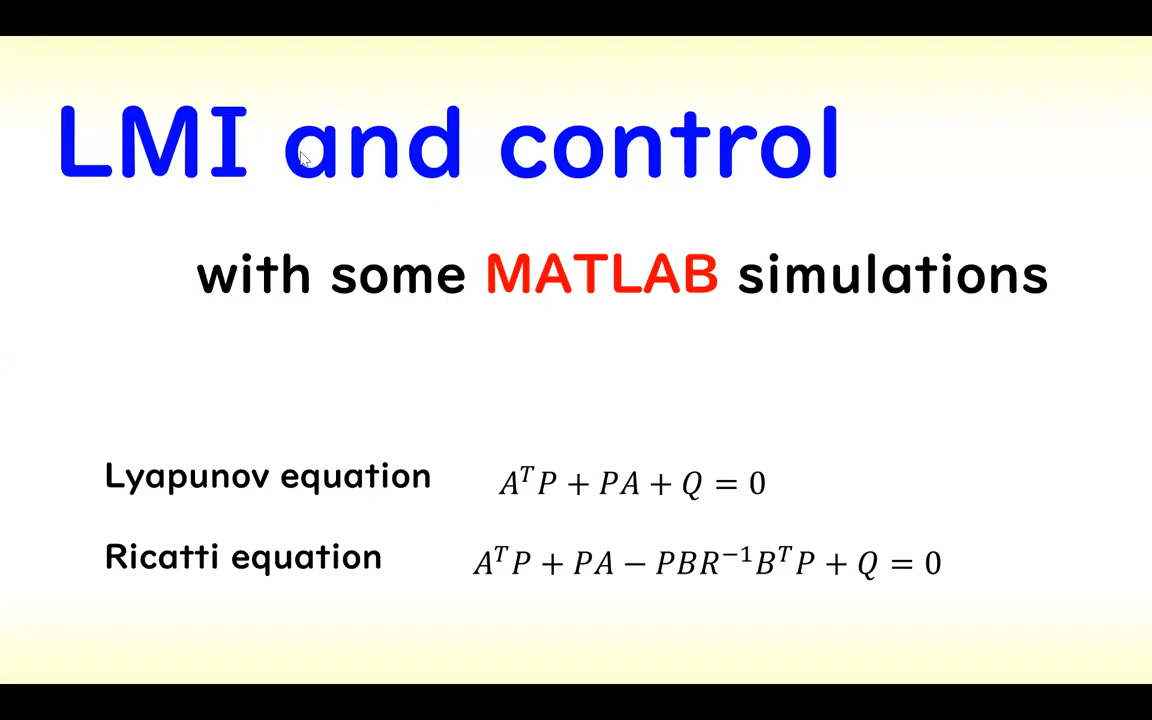 LMI and control
with some MATLAB simulations
Lyapunov equation $A^T P + PA + Q = 0$
Ricatti equation $A^T P + PA - PBR^{-1}B^T P + Q = 0$